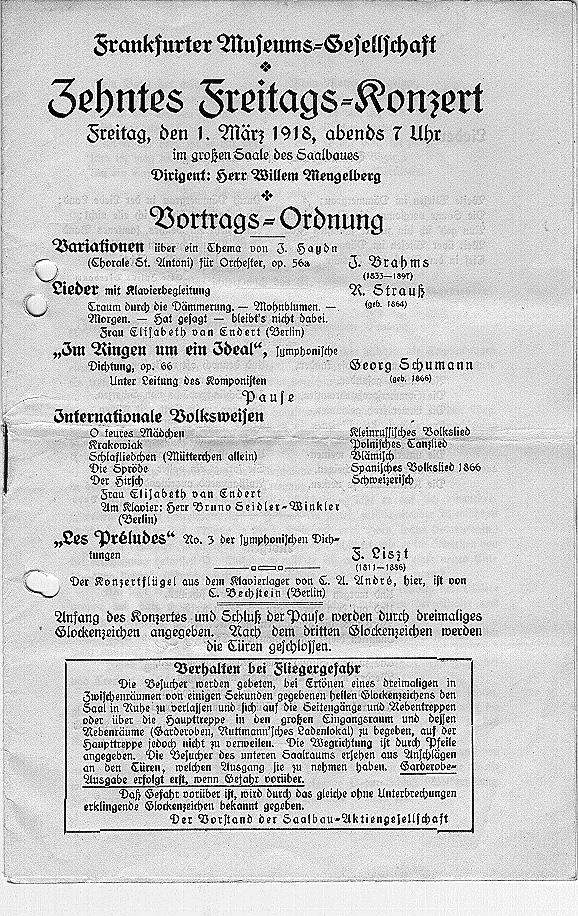 Frankfurter Museums-Gesellschaft
Zehntes Freitags-Konzert
Freitag, den 1. März 1918, abends 7 Uhr
im großen Saale des Saalbaues
Dirigent: Herr Willem Mengelberg
Vortrags-Ordnung
Variationen über ein Thema von J. Haydn
(Chorale St. Antoni) für Orchester, op. 56a J. Brahms
(1833—1897)
Lieder mit Klavierbegleitung R. Strauß
(geb. 1864)
Traum durch die Dämmerung. — Mohnblumen. —
Morgen. — Hat gesagt — bleibt's nicht dabei.
Frau Elisabeth van Endert (Berlin)
„Im Ringen um ein Ideal“, symphonische
Dichtung, op. 66 Georg Schumann
Unter Leitung des Komponisten (geb. 1866)
Pause
Internationale Volksweisen
O teures Mädchen Kleinrussisches Volkslied
Krakowiak Polnisches Tanzlied
Schlafliedchen (Mütterchen allein) Vlämisch
Die Spröde Spanisches Volkslied 1866
Der Hirsch Schweizerisch
Frau Elisabeth van Endert
Am Klavier: Herr Bruno Seidler-Winkler
(Berlin)
„Les Préludes“ No. 3 der symphonischen Dich-
tungen F. Liszt
(1811—1886)
Der Konzertflügel aus dem Klavierlager von C. A. André, hier, ist von
C. Bechstein (Berlin)
Anfang des Konzertes und Schluß der Pause werden durch dreimaliges
Glockenzeichen angegeben. Nach dem dritten Glockenzeichen werden
die Türen geschlossen.
Verhalten bei Fliegergefahr
Die Besucher werden gebeten, bei Ertönen eines dreimaligen in
Zwischenräumen von einigen Sekunden gegebenen hellen Glockenzeichens den
Saal in Ruhe zu verlassen und sich auf die Seitengänge und Nebentreppen
oder über die Haupttreppe in den großen Eingangsraum und dessen
Nebenräume (Garderoben, Ruttmann'sches Ladenlokal) zu begeben, auf der
Haupttreppe jedoch nicht zu verweilen. Die Wegrichtung ist durch Pfeile
angegeben. Die Besucher des unteren Saalraums ersehen aus Anschlägen
an den Türen, welchen Ausgang sie zu nehmen haben. Garderobe-
Ausgabe erfolgt erst, wenn Gefahr vorüber.
Daß Gefahr vorüber ist, wird durch das gleiche ohne Unterbrechungen
erklingende Glockenzeichen bekannt gegeben.
Der Vorstand der Saalbau-Aktiengesellschaft